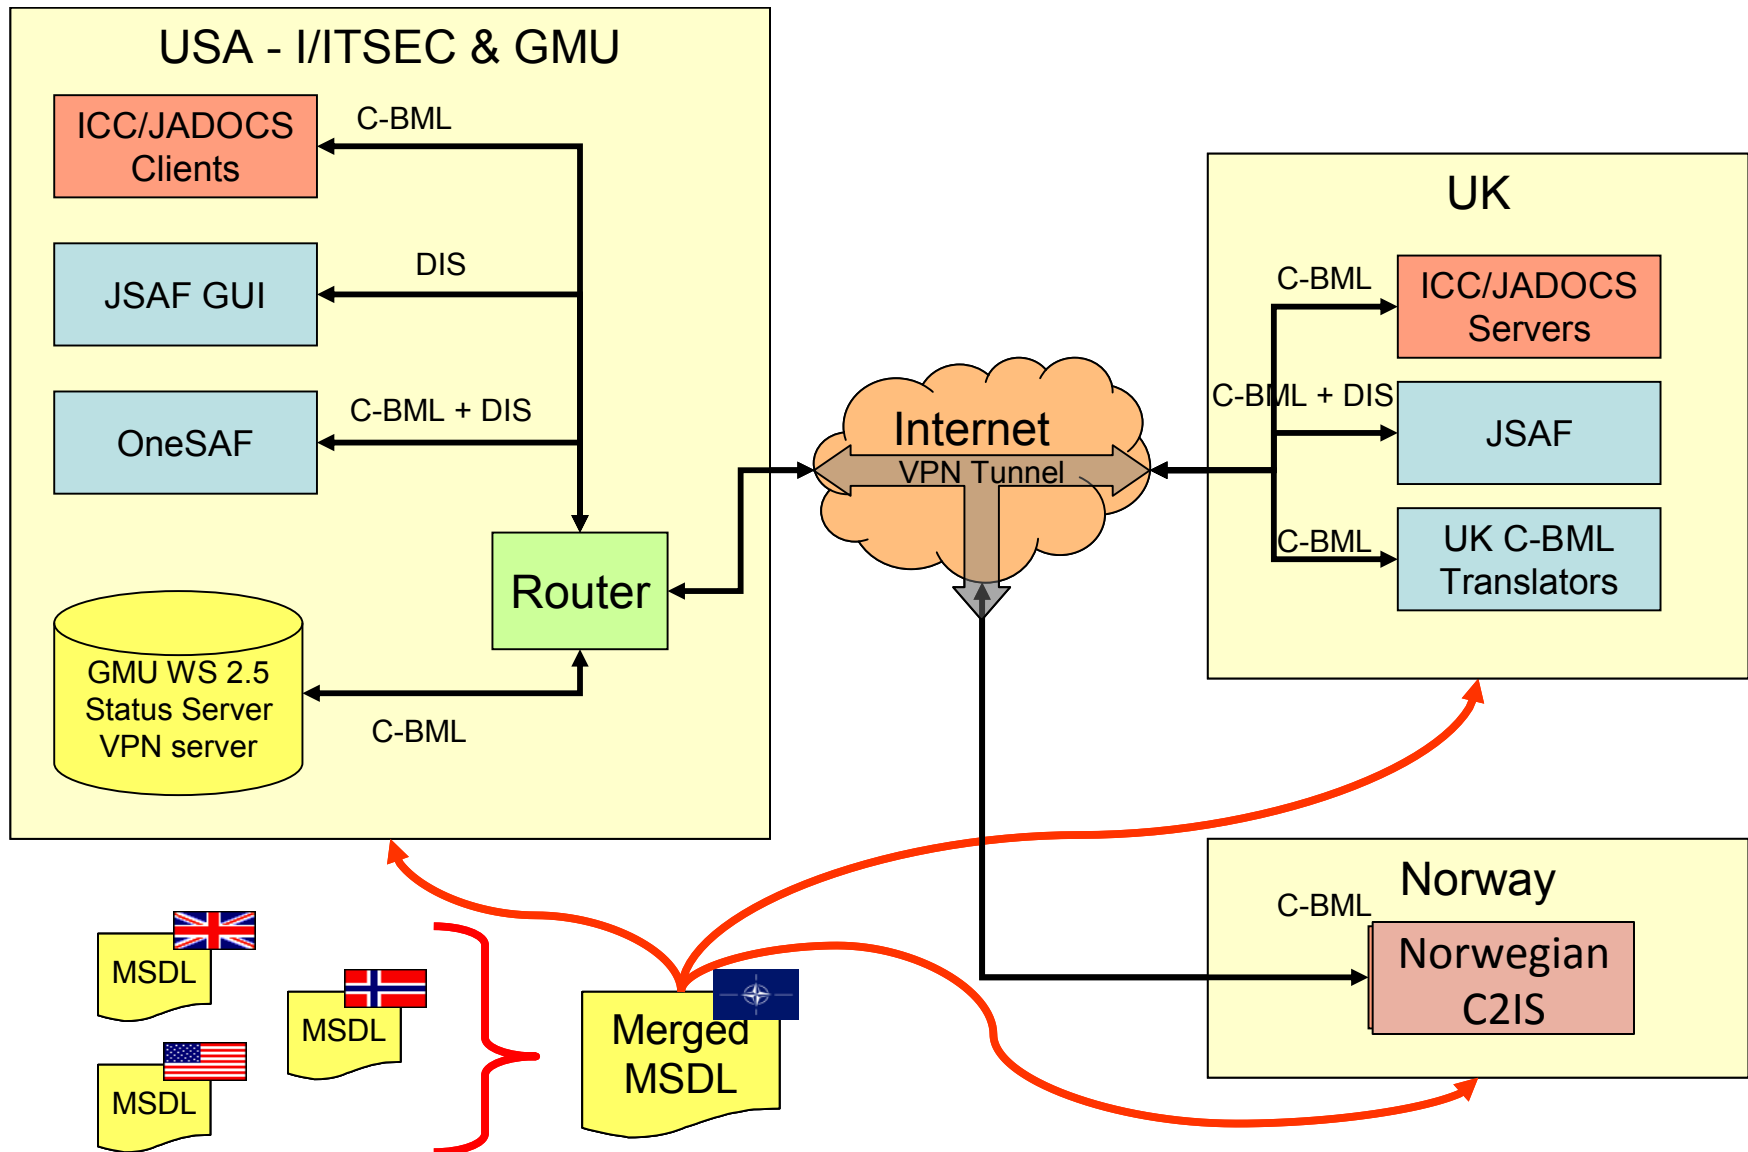 USA - I/ITSEC & GMU
ICC/JADOCS
Clients
C-BML
JSAF GUI
DIS
OneSAF
C-BML + DIS
Router
GMU WS 2.5
Status Server
VPN server
C-BML
Internet
VPN Tunnel
UK
C-BML
ICC/JADOCS
Servers
C-BML + DIS
JSAF
C-BML
UK C-BML
Translators
Norway
C-BML
Norwegian
C2IS
MSDL
MSDL
MSDL
Merged
MSDL